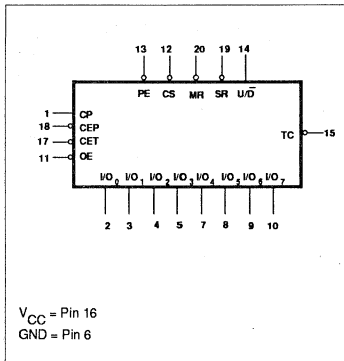 13 12 20 19 14
PE CS MR SR U/D̅
1 CP
18 CEP
17 CET
11 OE
TC 15
I/O0 I/O1 I/O2 I/O3 I/O4 I/O5 I/O6 I/O7
2 3 4 5 7 8 9 10
VCC = Pin 16
GND = Pin 6